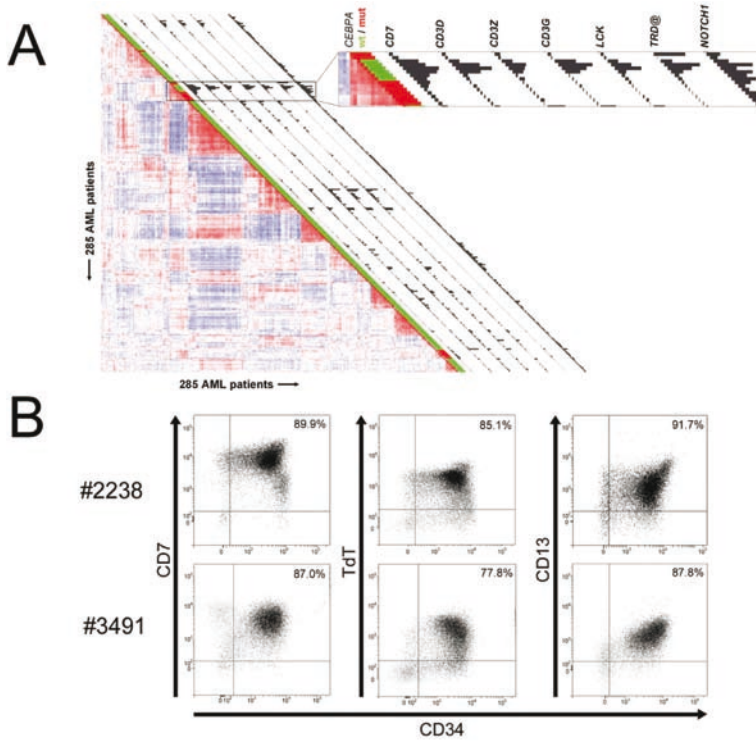 A
CEBPA
wt / mut
CD7
CD3D
CD3Z
CD3G
LCK
TRD@
NOTCH1
285 AML patients
285 AML patients
B
89.9%
85.1%
91.7%
#2238
CD7
TdT
CD13
87.0%
77.8%
87.8%
#3491
CD34